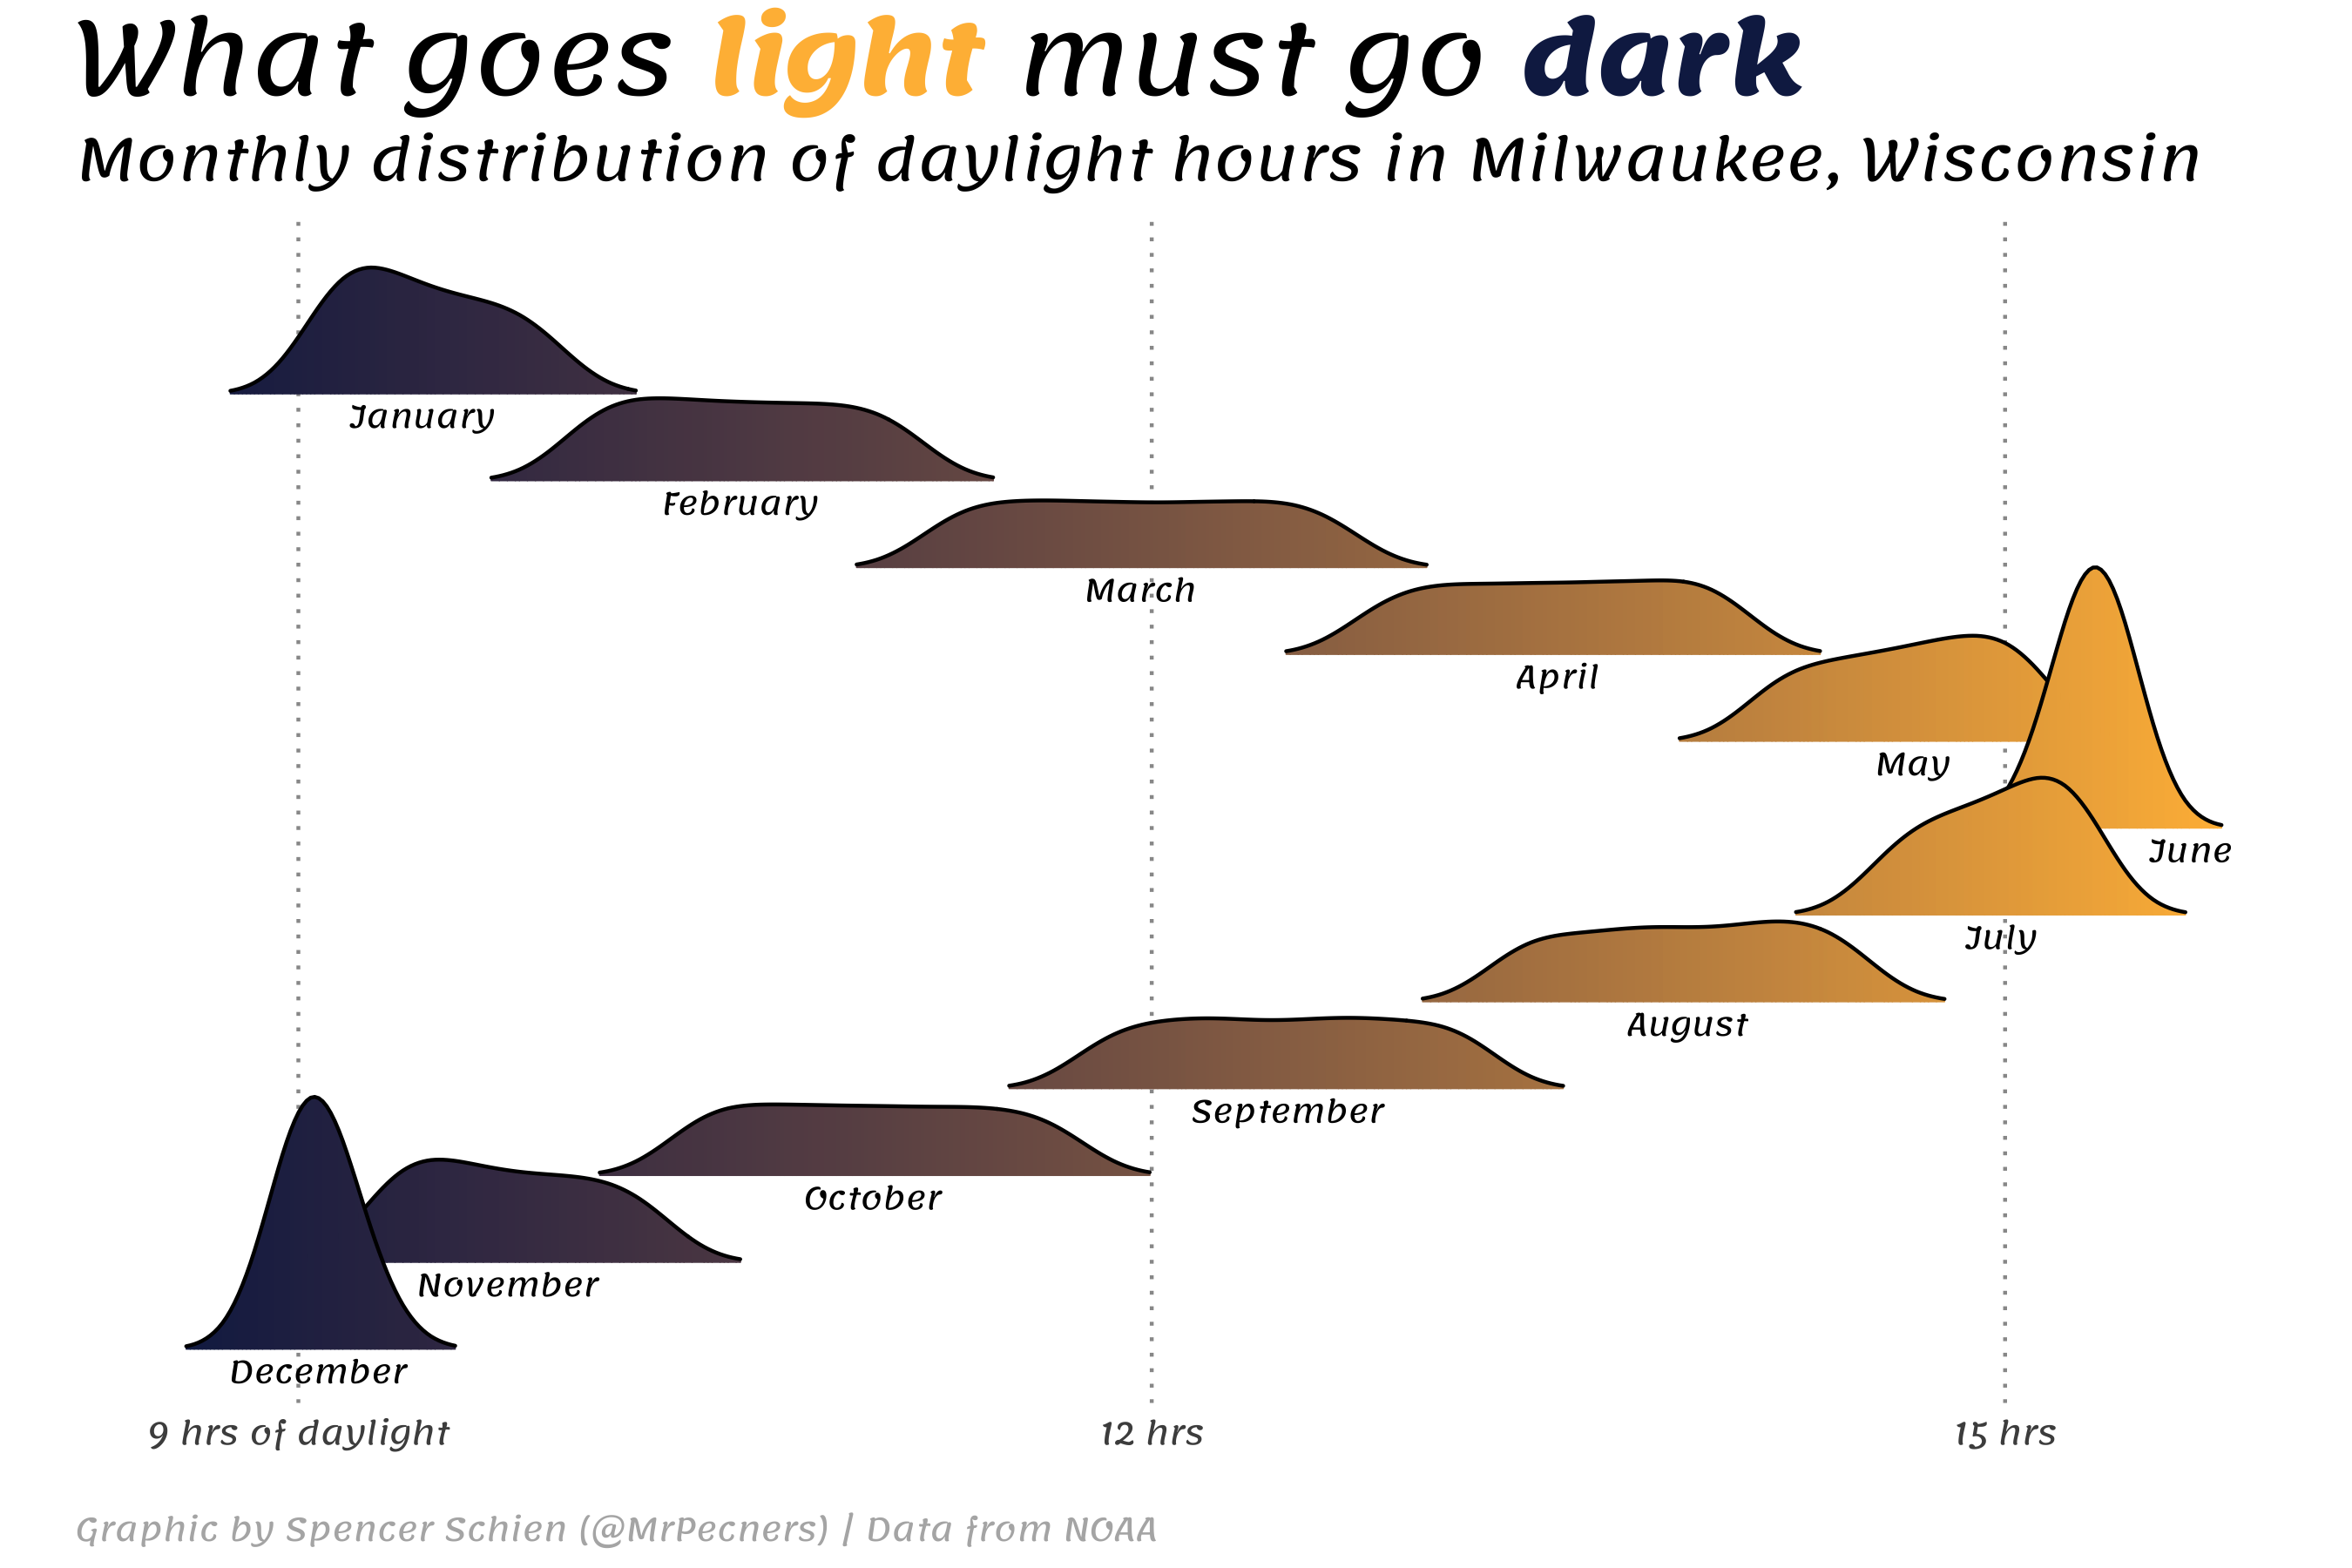 What goes light must go dark
Monthly distribution of daylight hours in Milwaukee, Wisconsin
January
February
March
April
May
June
July
August
September
October
November
December
9 hrs of daylight
12 hrs
15 hrs
Graphic by Spencer Schien (@MrPecners) | Data from NOAA